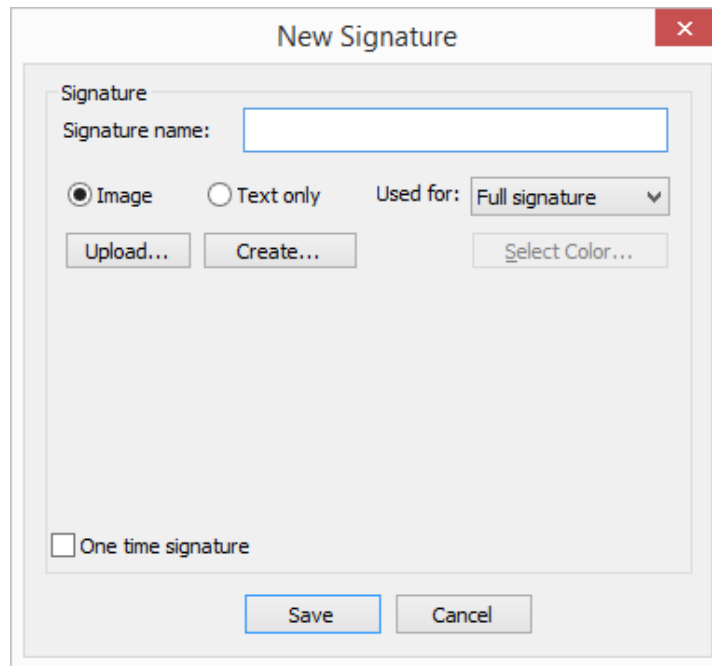 New Signature
Signature
Signature name:
Image Text only Used for: Full signature
Upload... Create... Select Color...
One time signature
Save Cancel